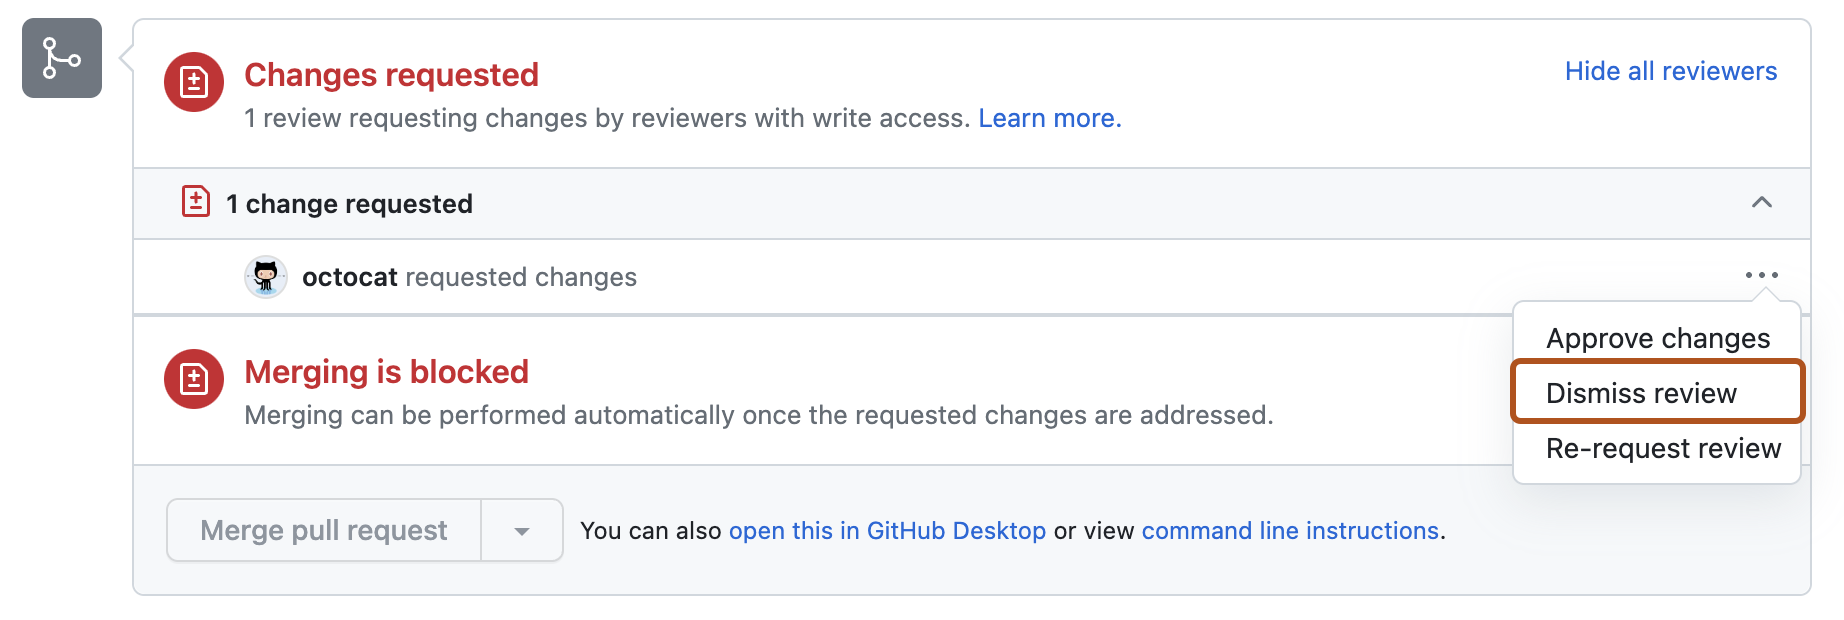 Changes requested
Hide all reviewers
1 review requesting changes by reviewers with write access. Learn more.
1 change requested
octocat requested changes
Approve changes
Dismiss review
Re-request review
Merging is blocked
Merging can be performed automatically once the requested changes are addressed.
Merge pull request
You can also open this in GitHub Desktop or view command line instructions.